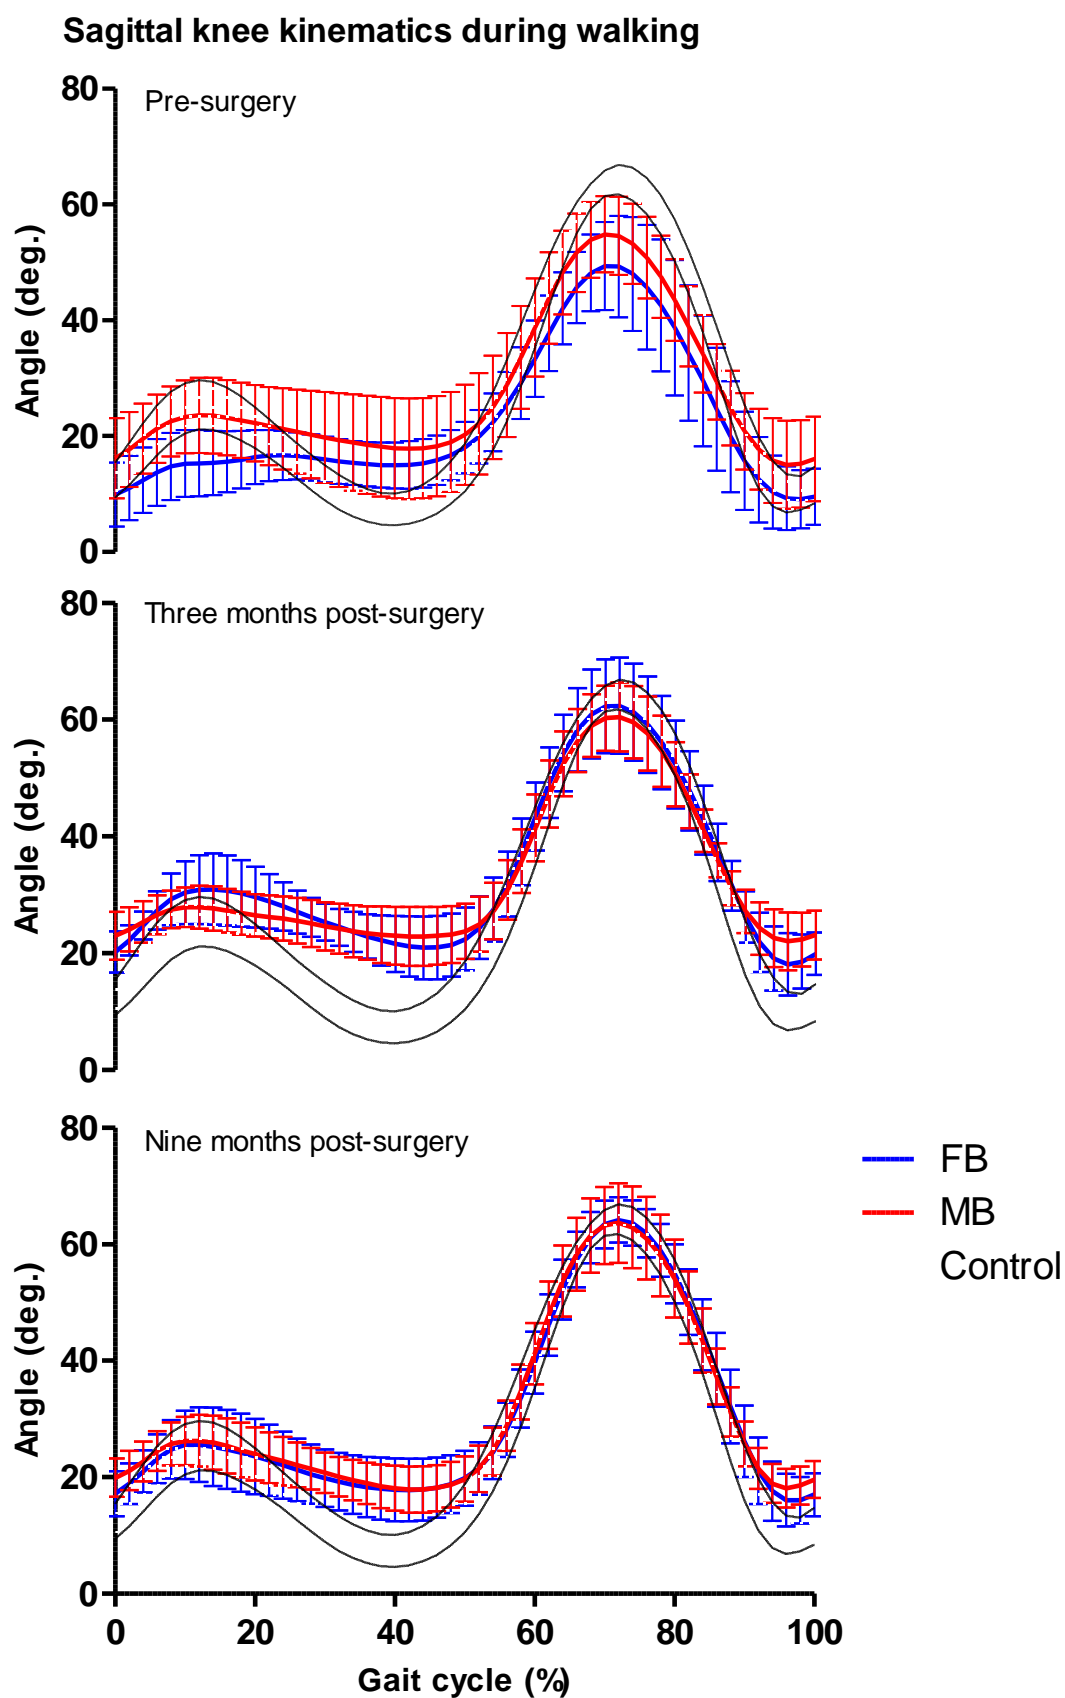 Sagittal knee kinematics during walking
80
Pre-surgery
60
40
20
0
Angle (deg.)
80
Three months post-surgery
60
40
20
0
Angle (deg.)
80
Nine months post-surgery
60
40
20
0
Angle (deg.)
FB
MB
Control
0 20 40 60 80 100
Gait cycle (%)